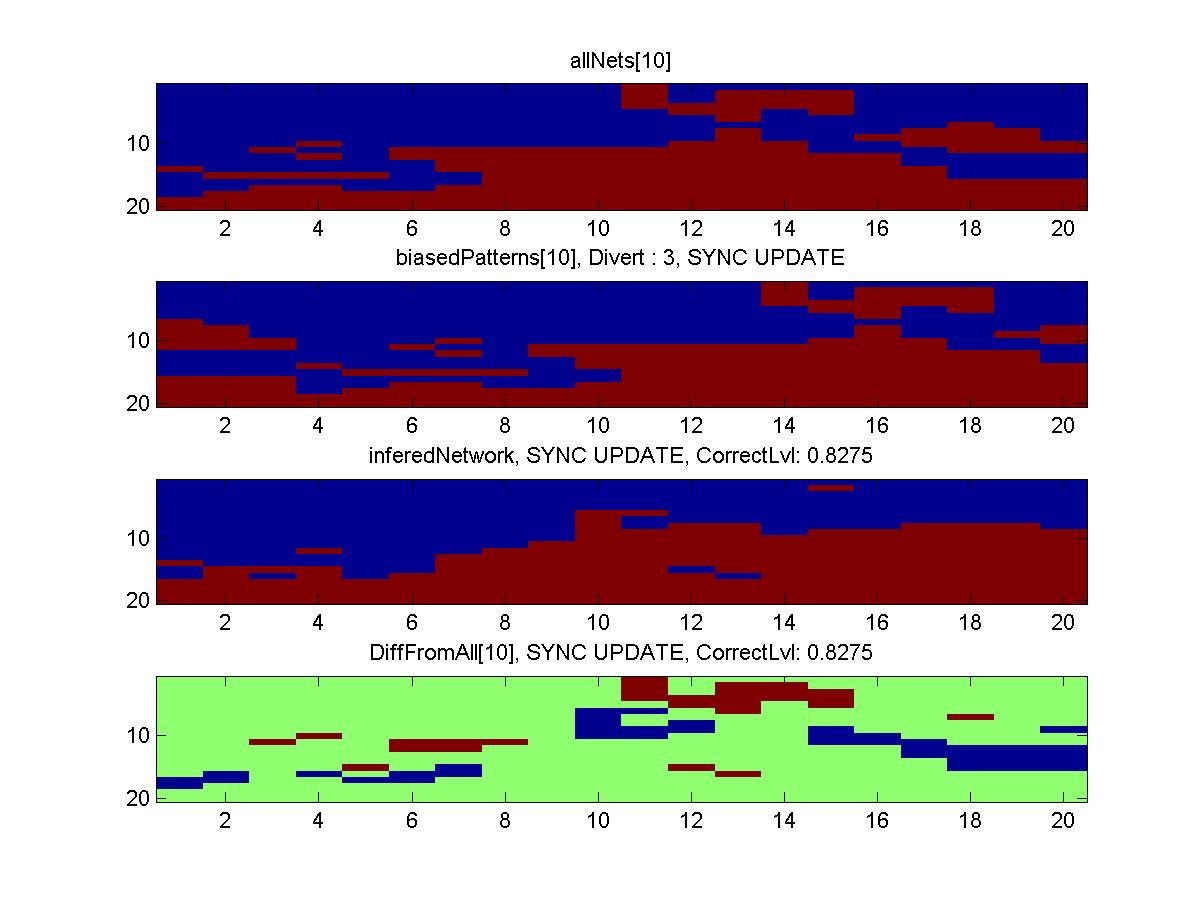 allNets[10]
10
20
2 4 6 8 10 12 14 16 18 20
biasedPatterns[10], Divert : 3, SYNC UPDATE
10
20
2 4 6 8 10 12 14 16 18 20
inferedNetwork, SYNC UPDATE, CorrectLvl: 0.8275
10
20
2 4 6 8 10 12 14 16 18 20
DiffFromAll[10], SYNC UPDATE, CorrectLvl: 0.8275
10
20
2 4 6 8 10 12 14 16 18 20